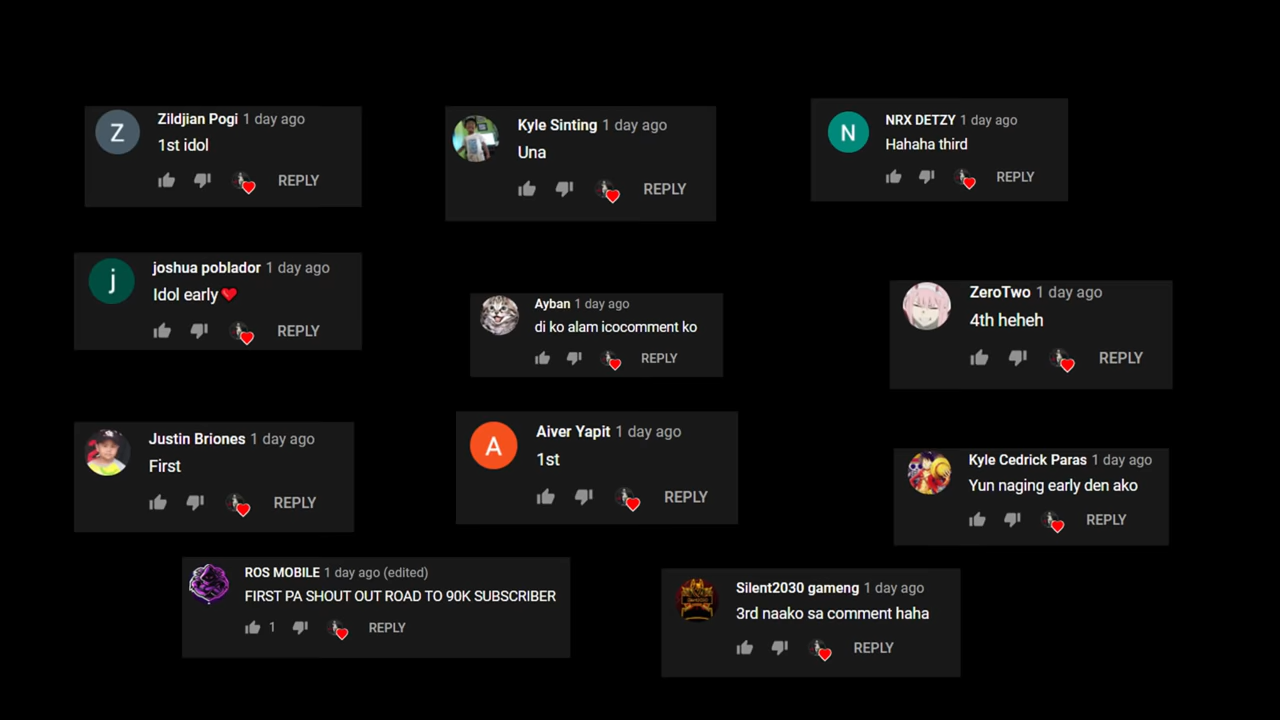 Z
Zildjian Pogi 1 day ago
1st idol
REPLY
Kyle Sinting 1 day ago
Una
REPLY
N
NRX DETZY 1 day ago
Hahaha third
REPLY
j
joshua poblador 1 day ago
Idol early❤
REPLY
Ayban 1 day ago
di ko alam icocomment ko
REPLY
ZeroTwo 1 day ago
4th heheh
REPLY
Justin Briones 1 day ago
First
REPLY
A
Aiver Yapit 1 day ago
1st
REPLY
Kyle Cedrick Paras 1 day ago
Yun naging early den ako
REPLY
ROS MOBILE 1 day ago (edited)
FIRST PA SHOUT OUT ROAD TO 90K SUBSCRIBER
1 REPLY
Silent2030 gameng 1 day ago
3rd naako sa comment haha
REPLY